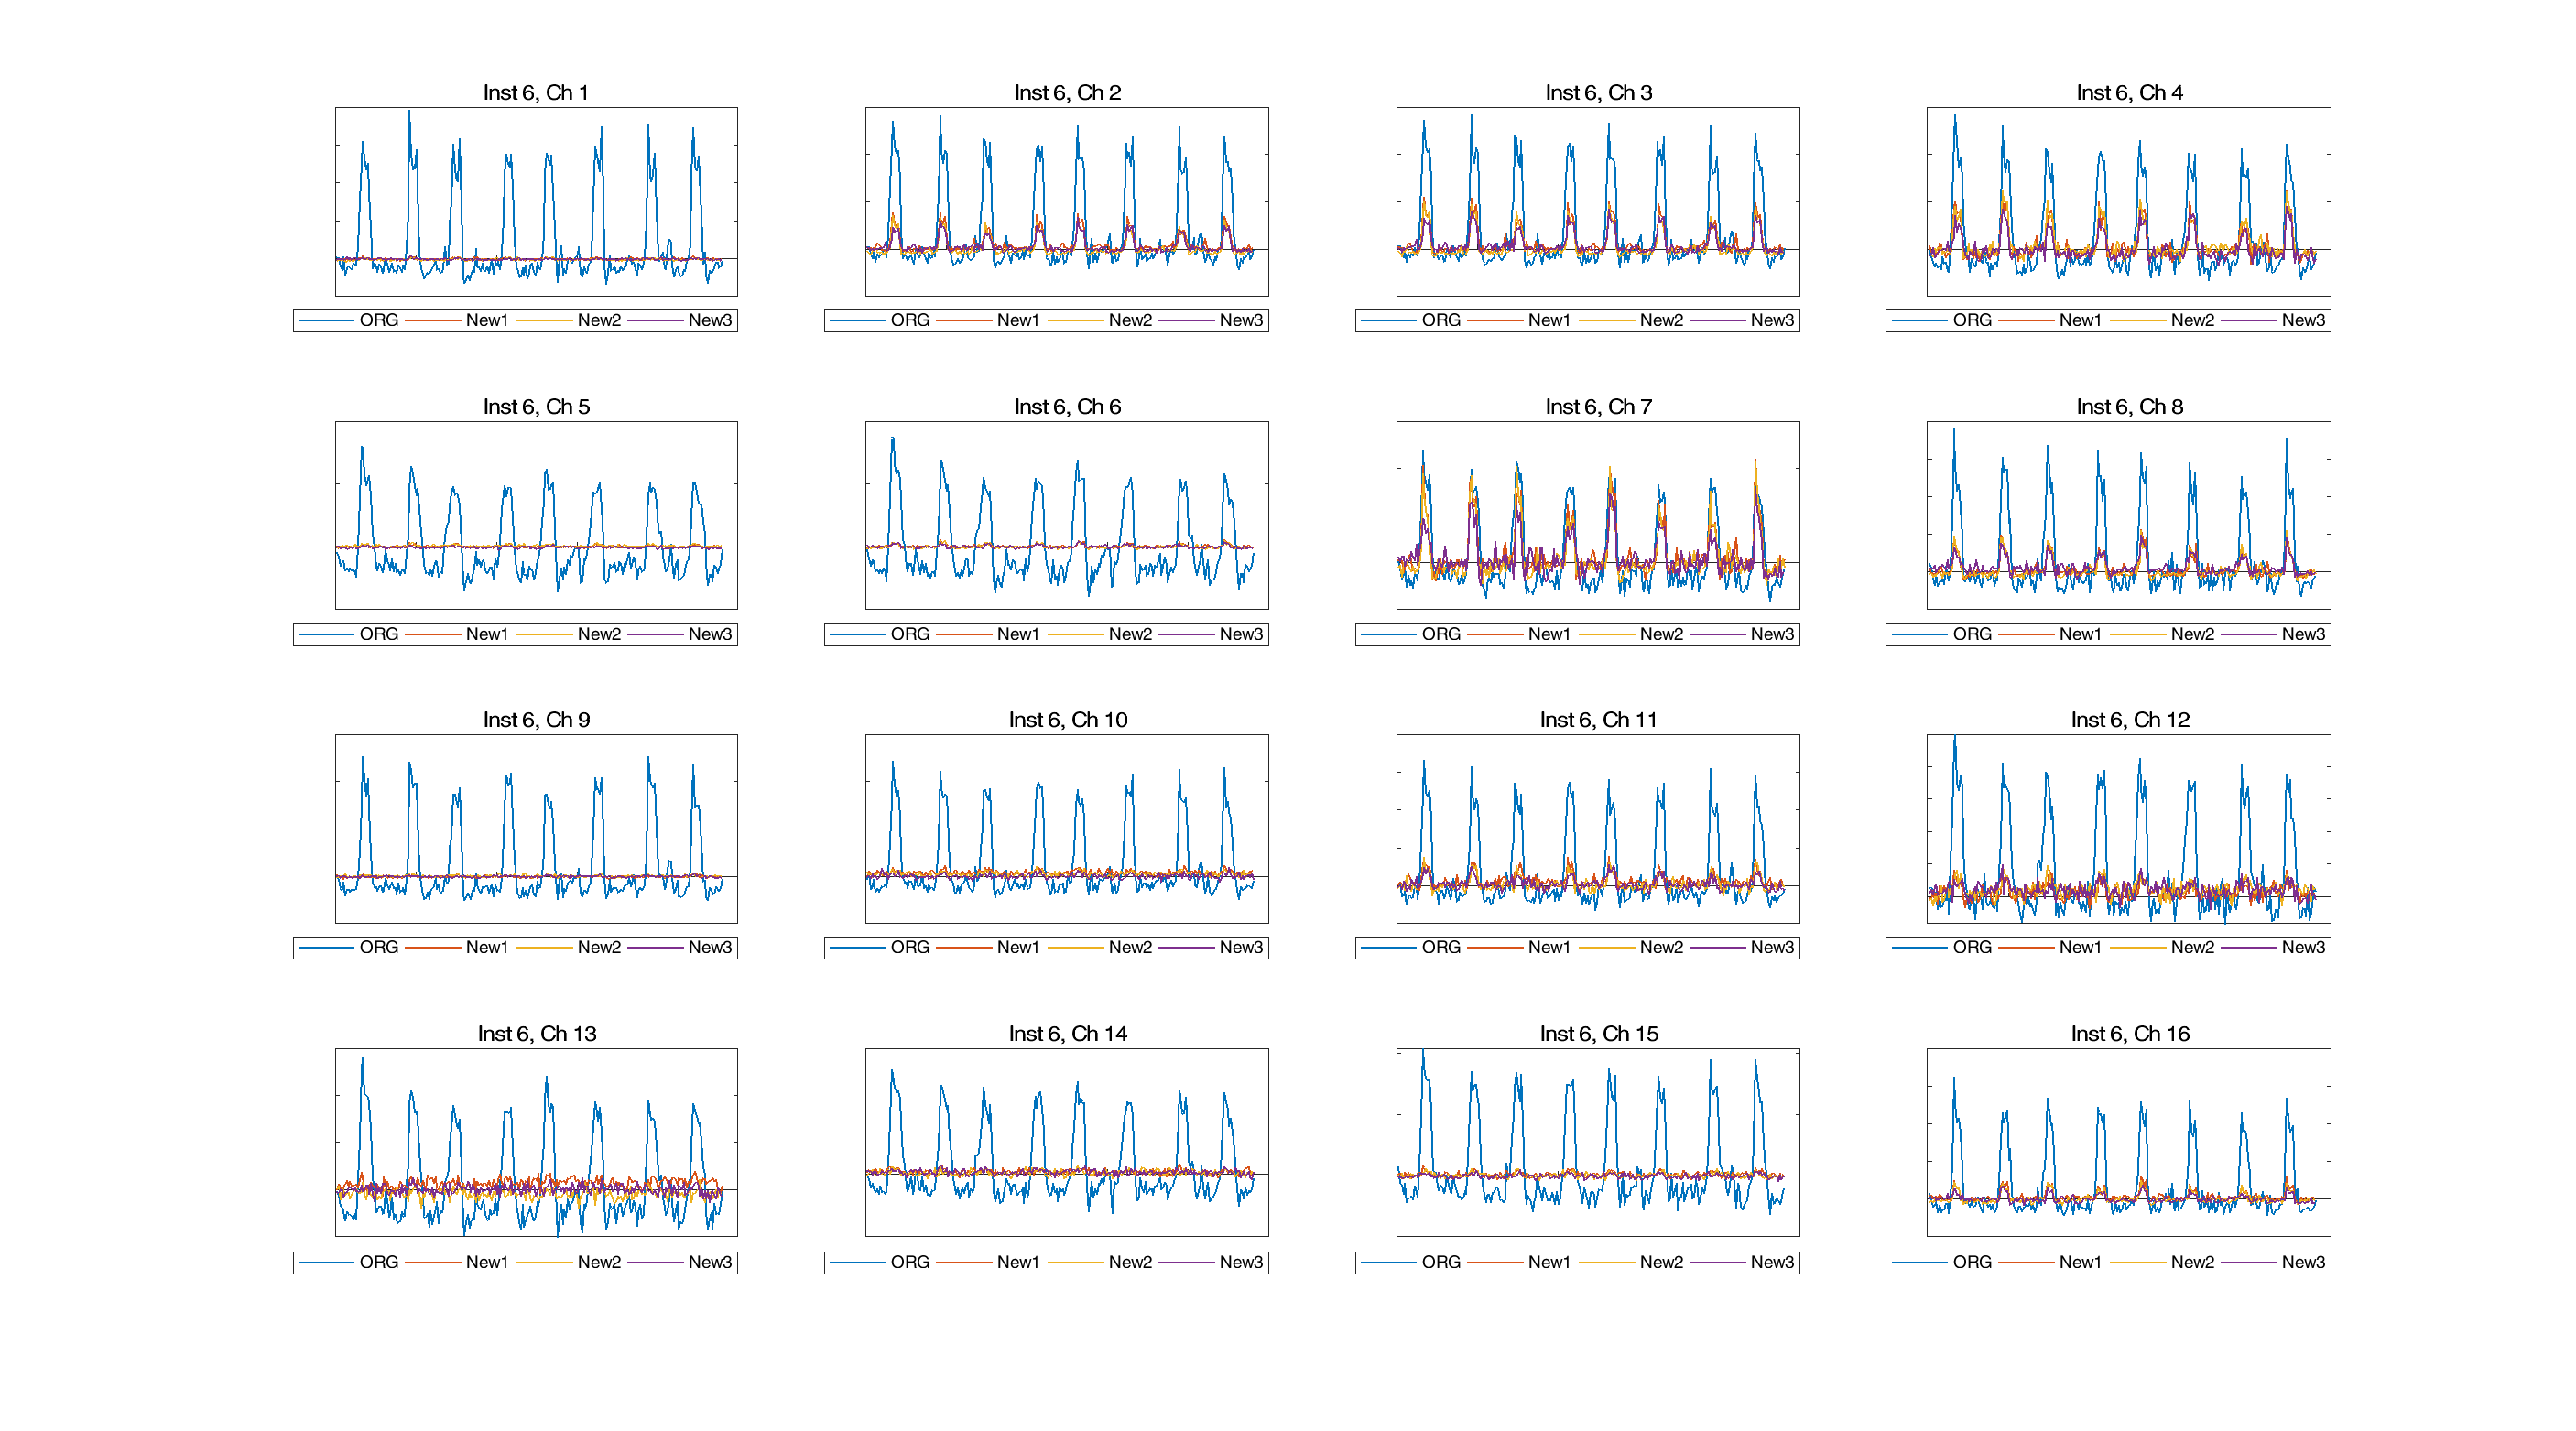 Inst 6, Ch 1
Inst 6, Ch 2
Inst 6, Ch 3
Inst 6, Ch 4
ORG New1 New2 New3
ORG New1 New2 New3
ORG New1 New2 New3
ORG New1 New2 New3
Inst 6, Ch 5
Inst 6, Ch 6
Inst 6, Ch 7
Inst 6, Ch 8
ORG New1 New2 New3
ORG New1 New2 New3
ORG New1 New2 New3
ORG New1 New2 New3
Inst 6, Ch 9
Inst 6, Ch 10
Inst 6, Ch 11
Inst 6, Ch 12
ORG New1 New2 New3
ORG New1 New2 New3
ORG New1 New2 New3
ORG New1 New2 New3
Inst 6, Ch 13
Inst 6, Ch 14
Inst 6, Ch 15
Inst 6, Ch 16
ORG New1 New2 New3
ORG New1 New2 New3
ORG New1 New2 New3
ORG New1 New2 New3